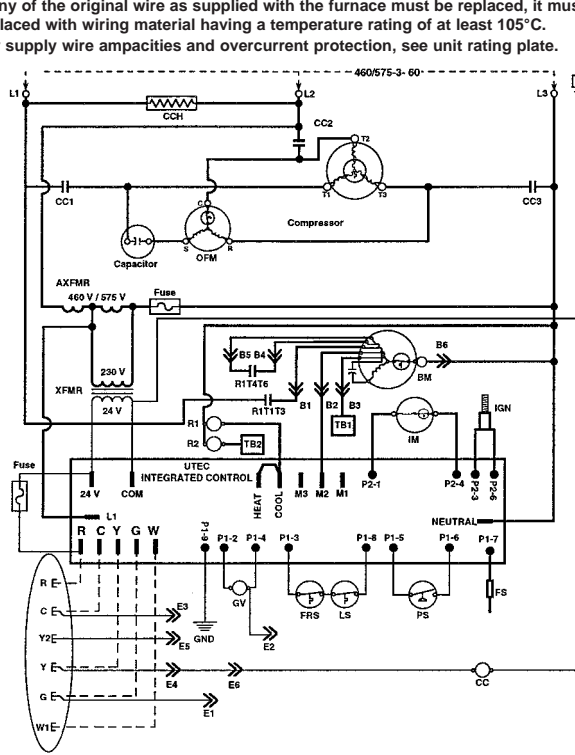 ny of the original wire as supplied with the furnace must be replaced, it mus
laced with wiring material having a temperature rating of at least 105°C.
r supply wire ampacities and overcurrent protection, see unit rating plate.
460/575-3- 60
L1
L2
L3
CCH
CC2
T2
CC1
T1
T3
CC3
C
Compressor
S
R
OFM
Capacitor
AXFMR
460 V / 575 V
Fuse
B5
B4
B6
BM
230 V
R1T4T6
XFMR
24 V
R1T1T3
B1
B2
B3
IGN
R1
TB1
IM
R2
TB2
Fuse
UTEC
INTEGRATED CONTROL
24 V
COM
HEAT
COOL
M3
M2
M1
P2-1
P2-4
P2-3
P2-6
L1
NEUTRAL
R
C
Y
G
W
P1-9
P1-2
P1-4
P1-3
P1-8
P1-5
P1-6
P1-7
R
GV
FRS
LS
PS
FS
C
E3
GND
E2
Y2
E5
Y
E4
E6
CC
G
E1
W1